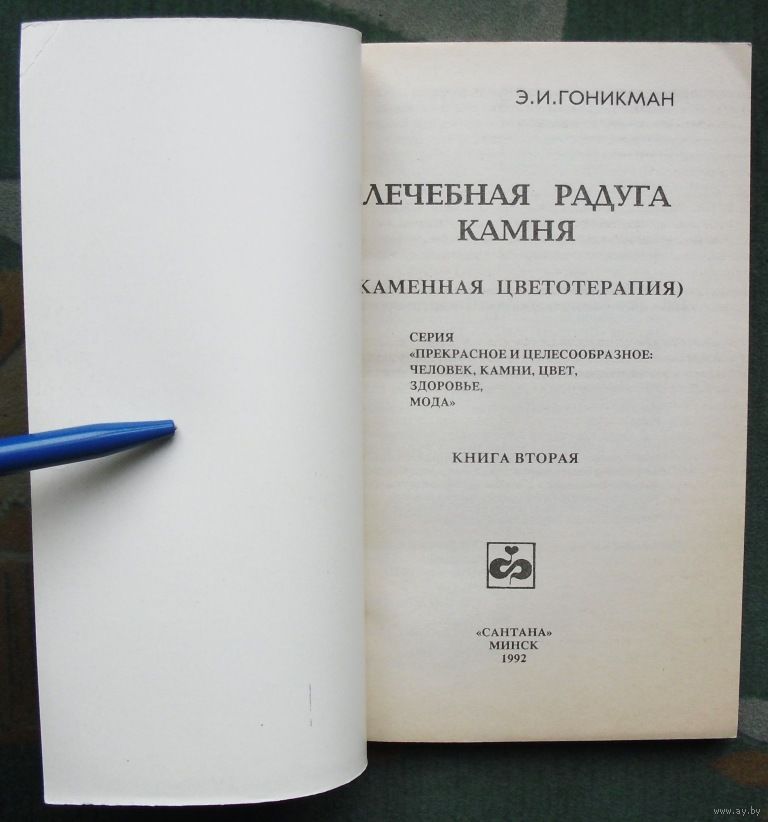 Э.И.ГОНИКМАН
ЛЕЧЕБНАЯ РАДУГА
КАМНЯ
КАМЕННАЯ ЦВЕТОТЕРАПИЯ)
СЕРИЯ
«ПРЕКРАСНОЕ И ЦЕЛЕСООБРАЗНОЕ:
ЧЕЛОВЕК, КАМНИ, ЦВЕТ,
ЗДОРОВЬЕ,
МОДА»
КНИГА ВТОРАЯ
«САНТАНА»
МИНСК
1992
www.ay.by